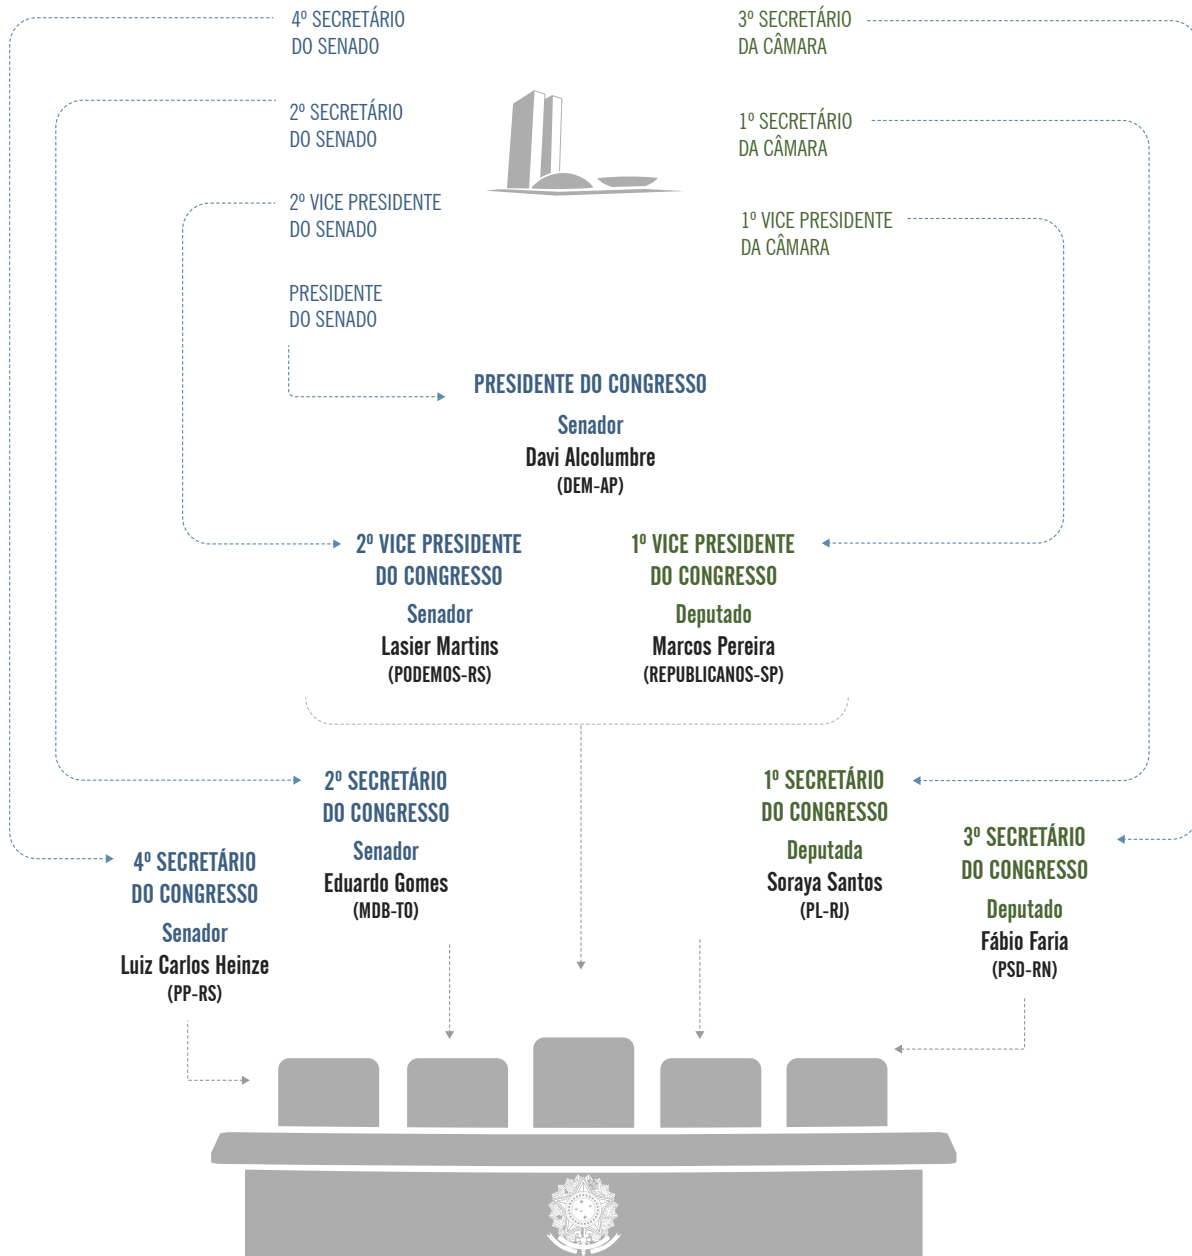 4º SECRETÁRIO
DO SENADO
3º SECRETÁRIO
DA CÂMARA
2º SECRETÁRIO
DO SENADO
1º SECRETÁRIO
DA CÂMARA
2º VICE PRESIDENTE
DO SENADO
1º VICE PRESIDENTE
DA CÂMARA
PRESIDENTE
DO SENADO
PRESIDENTE DO CONGRESSO
Senador
Davi Alcolumbre
(DEM-AP)
2º VICE PRESIDENTE
DO CONGRESSO
Senador
Lasier Martins
(PODEMOS-RS)
1º VICE PRESIDENTE
DO CONGRESSO
Deputado
Marcos Pereira
(REPUBLICANOS-SP)
2º SECRETÁRIO
DO CONGRESSO
Senador
Eduardo Gomes
(MDB-TO)
1º SECRETÁRIO
DO CONGRESSO
Deputada
Soraya Santos
(PL-RJ)
4º SECRETÁRIO
DO CONGRESSO
Senador
Luiz Carlos Heinze
(PP-RS)
3º SECRETÁRIO
DO CONGRESSO
Deputado
Fábio Faria
(PSD-RN)